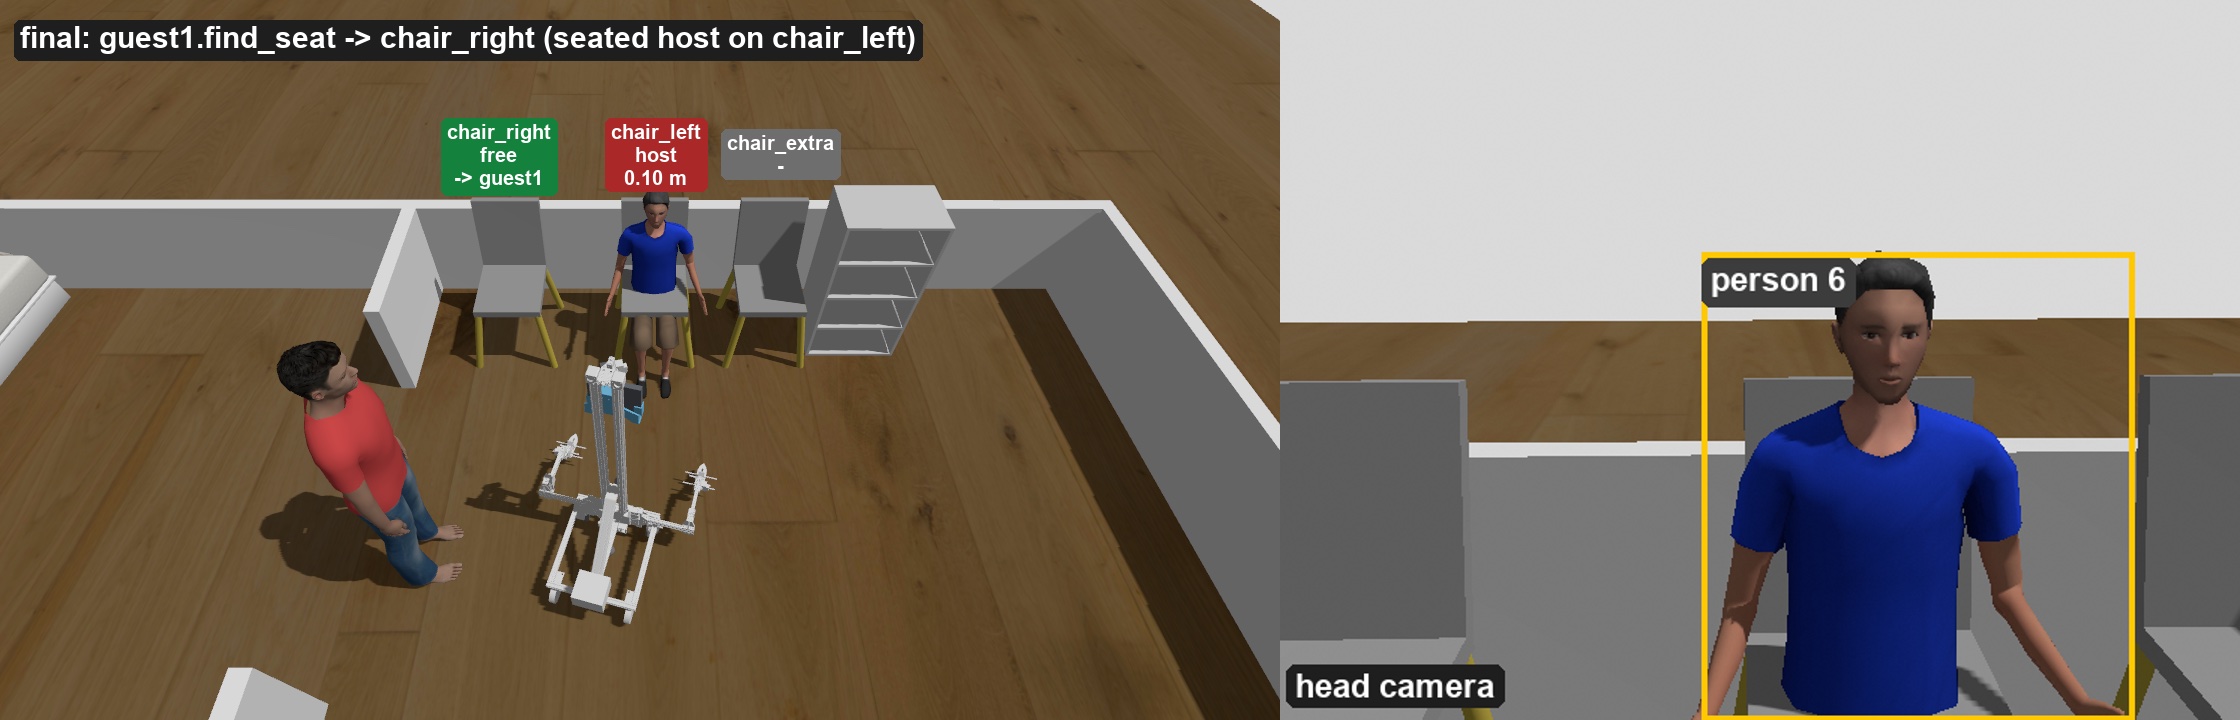 final: guest1.find_seat -> chair_right (seated host on chair_left)
chair_right
free
-> guest1
chair_left
host
0.10 m
chair_extra
-
person 6
head camera